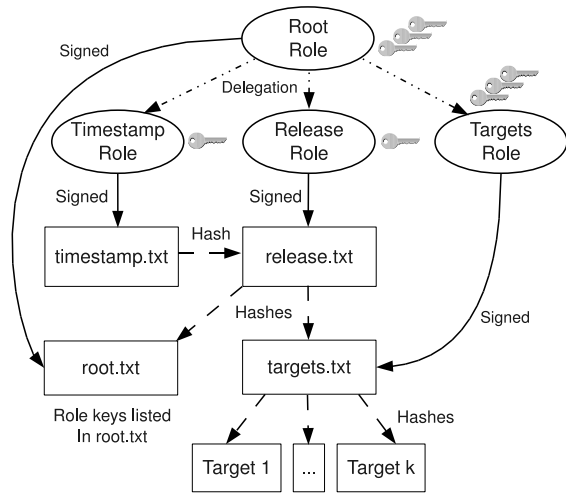 Root
Role
Signed
Delegation
Timestamp
Role
Release
Role
Targets
Role
Signed
Signed
Hash
timestamp.txt
release.txt
Hashes
Signed
root.txt
targets.txt
Role keys listed
In root.txt
Hashes
Target 1
...
Target k